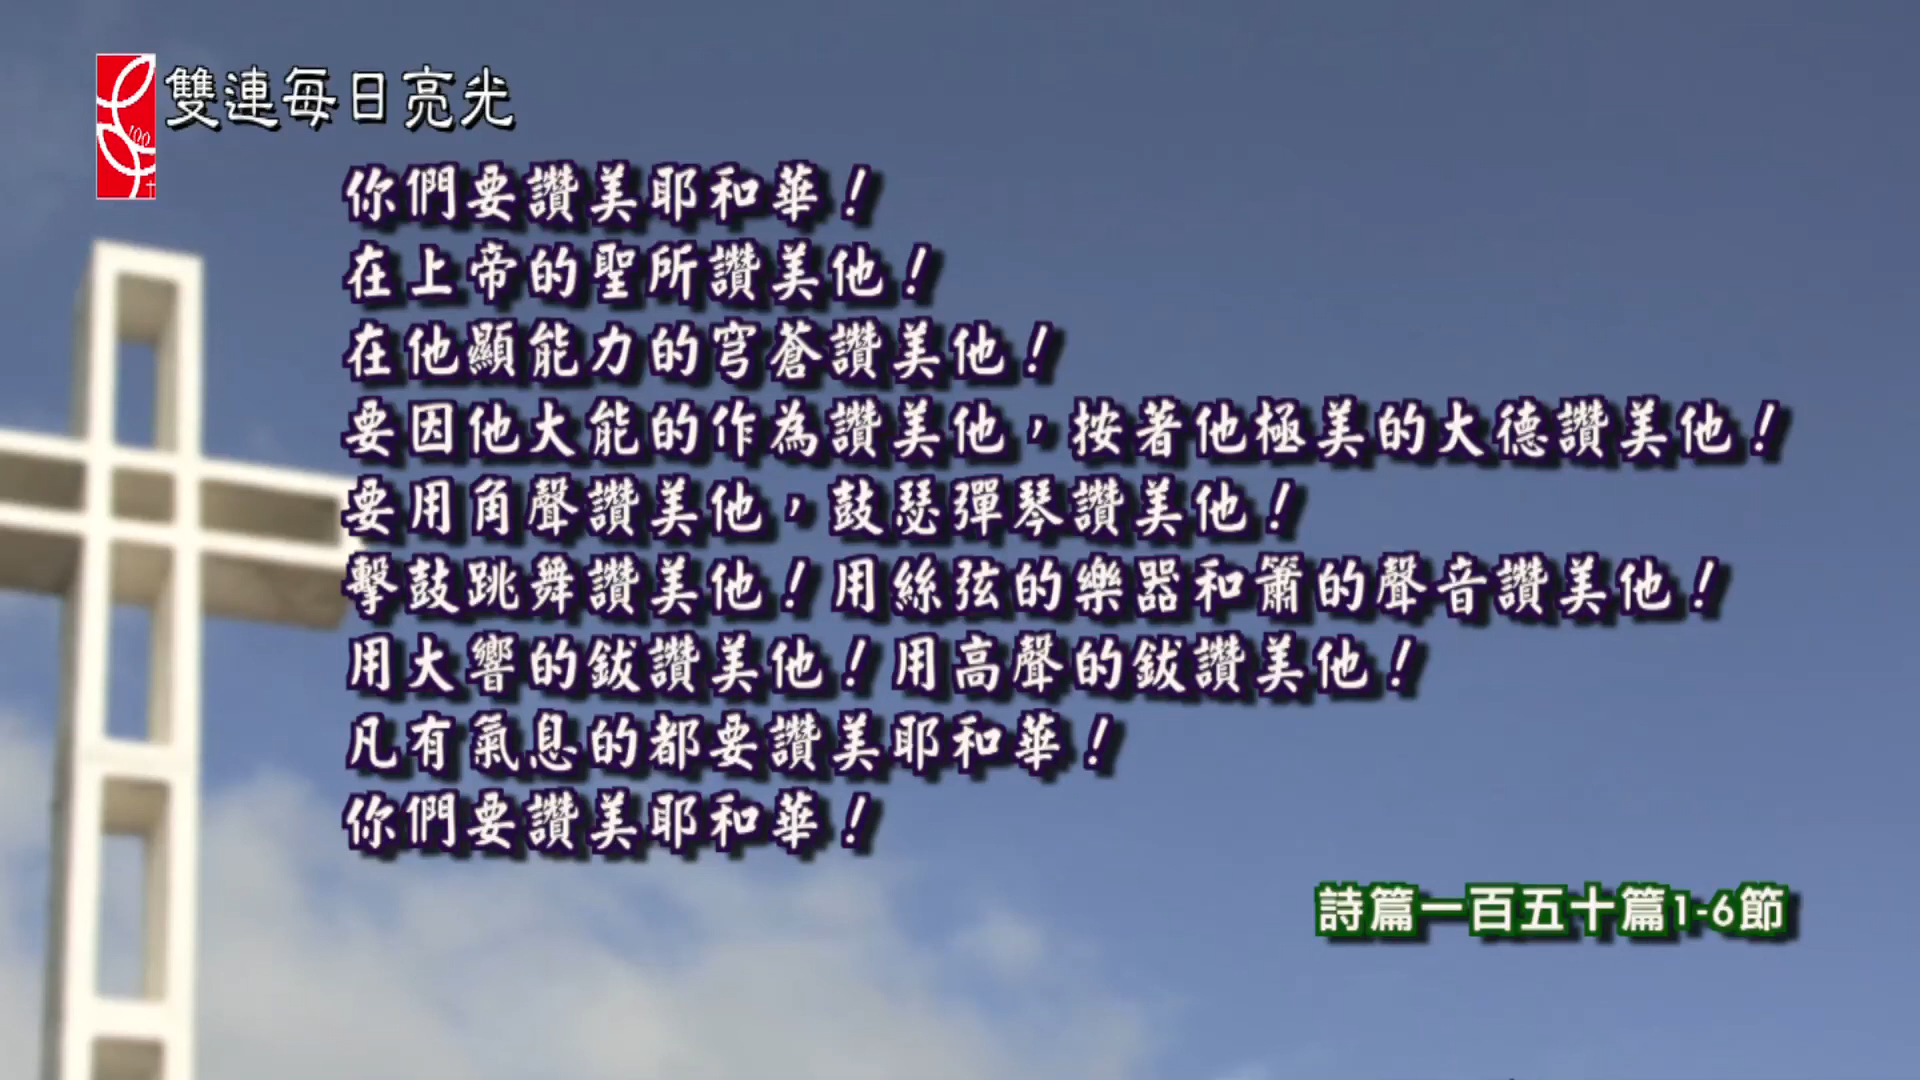 雙連每日亮光
你們要讚美耶和華！
在上帝的聖所讚美他！
在他顯能力的穹蒼讚美他！
要因他大能的作為讚美他，按著他極美的大德讚美他！
要用角聲讚美他，鼓瑟彈琴讚美他！
擊鼓跳舞讚美他！用絲弦的樂器和簫的聲音讚美他！
用大響的鈸讚美他！用高聲的鈸讚美他！
凡有氣息的都要讚美耶和華！
你們要讚美耶和華！
詩篇一百五十篇1-6節
100